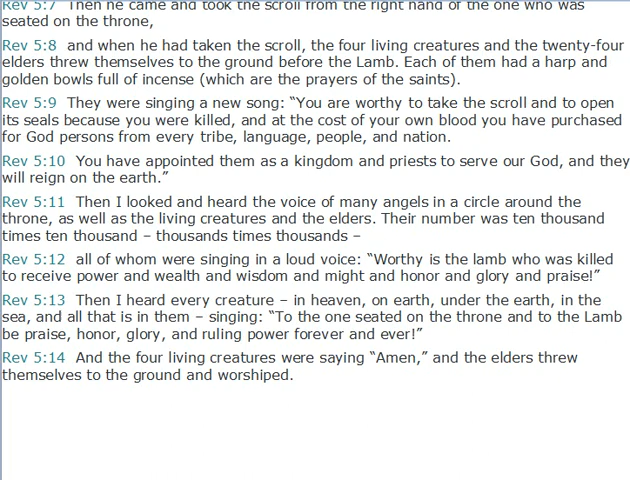 Rev 5:7 Then he came and took the scroll from the right hand of the one who was
seated on the throne,
Rev 5:8 and when he had taken the scroll, the four living creatures and the twenty-four
elders threw themselves to the ground before the Lamb. Each of them had a harp and
golden bowls full of incense (which are the prayers of the saints).
Rev 5:9 They were singing a new song: “You are worthy to take the scroll and to open
its seals because you were killed, and at the cost of your own blood you have purchased
for God persons from every tribe, language, people, and nation.
Rev 5:10 You have appointed them as a kingdom and priests to serve our God, and they
will reign on the earth.”
Rev 5:11 Then I looked and heard the voice of many angels in a circle around the
throne, as well as the living creatures and the elders. Their number was ten thousand
times ten thousand – thousands times thousands –
Rev 5:12 all of whom were singing in a loud voice: “Worthy is the lamb who was killed
to receive power and wealth and wisdom and might and honor and glory and praise!”
Rev 5:13 Then I heard every creature – in heaven, on earth, under the earth, in the
sea, and all that is in them – singing: “To the one seated on the throne and to the Lamb
be praise, honor, glory, and ruling power forever and ever!”
Rev 5:14 And the four living creatures were saying “Amen,” and the elders threw
themselves to the ground and worshiped.